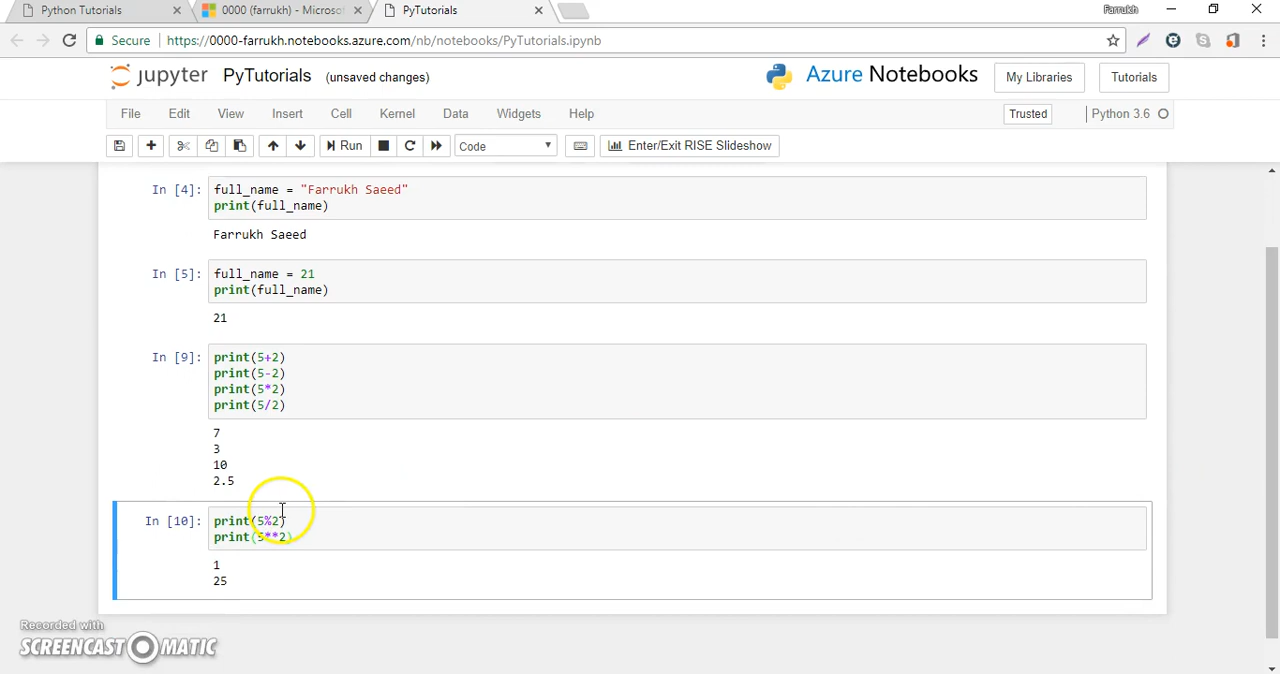 Python Tutorials
0000 (farrukh) - Microsof
PyTutorials
Farrukh
Secure
https://0000-farrukh.notebooks.azure.com/nb/notebooks/PyTutorials.ipynb
jupyter PyTutorials (unsaved changes)
Azure Notebooks
My Libraries
Tutorials
File Edit View Insert Cell Kernel Data Widgets Help
Trusted
Python 3.6
Run
Code
Enter/Exit RISE Slideshow
In [4]: full_name = "Farrukh Saeed"
print(full_name)
Farrukh Saeed
In [5]: full_name = 21
print(full_name)
21
In [9]: print(5+2)
print(5-2)
print(5*2)
print(5/2)
7
3
10
2.5
In [10]: print(5%2)
print(5**2)
1
25
Recorded with
SCREENCAST MATIC